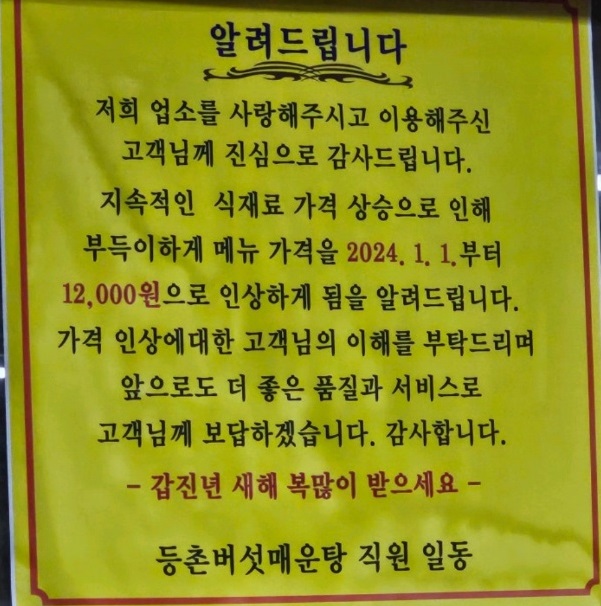 알려드립니다
저희 업소를 사랑해주시고 이용해주신
고객님께 진심으로 감사드립니다.
지속적인 식재료 가격 상승으로 인해
부득이하게 메뉴 가격을 2024. 1. 1.부터
12,000원으로 인상하게 됨을 알려드립니다.
가격 인상에대한 고객님의 이해를 부탁드리며
앞으로도 더 좋은 품질과 서비스로
고객님께 보답하겠습니다. 감사합니다.
- 갑진년 새해 복많이 받으세요 -
등촌버섯매운탕 직원 일동